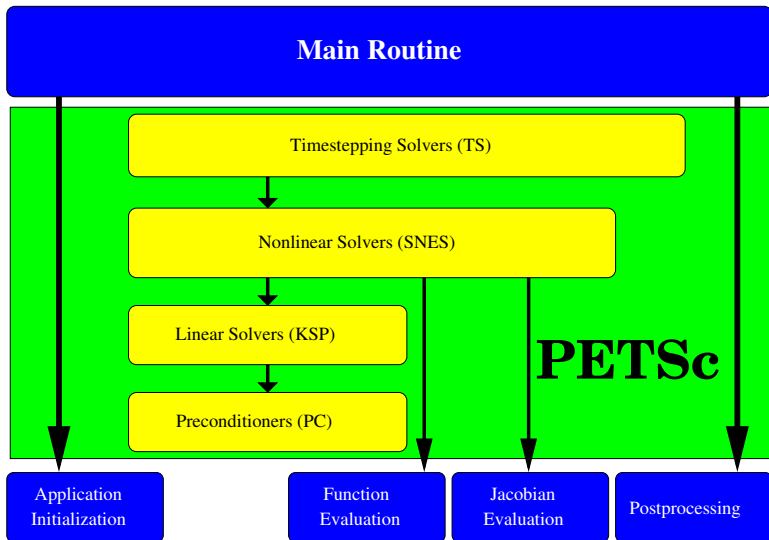 Main Routine
Timestepping Solvers (TS)
Nonlinear Solvers (SNES)
Linear Solvers (KSP)
PETSc
Preconditioners (PC)
Application
Initialization
Function
Evaluation
Jacobian
Evaluation
Postprocessing